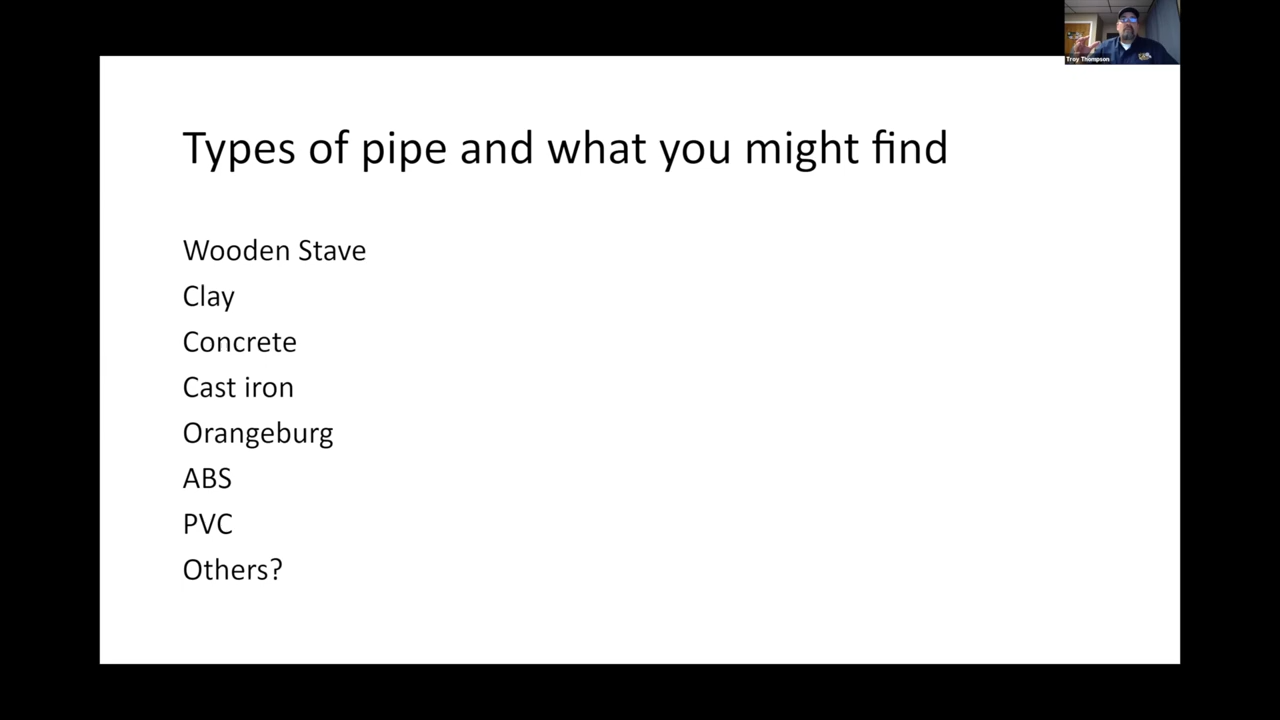 Types of pipe and what you might find
Wooden Stave
Clay
Concrete
Cast iron
Orangeburg
ABS
PVC
Others?
Troy Thompson